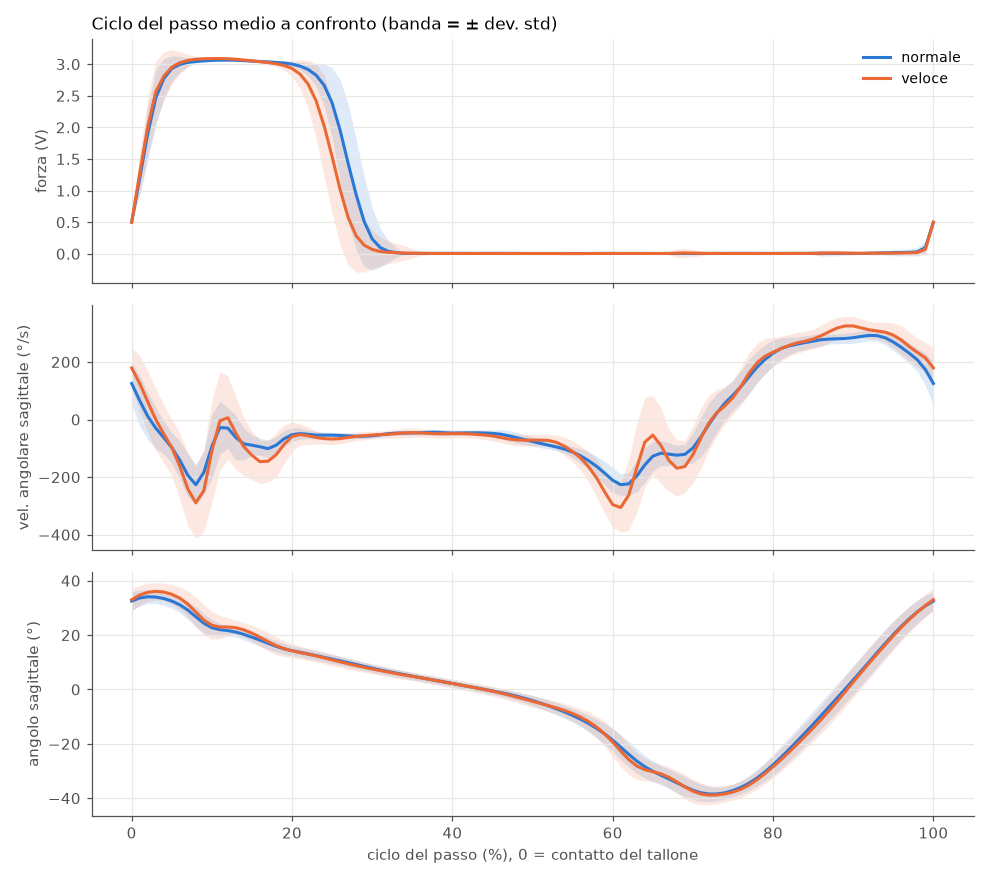 Ciclo del passo medio a confronto (banda = ± dev. std)
normale
veloce
forza (V)
3.0
2.5
2.0
1.5
1.0
0.5
0.0
vel. angolare sagittale (°/s)
200
0
−200
−400
angolo sagittale (°)
40
20
0
−20
−40
0 20 40 60 80 100
ciclo del passo (%), 0 = contatto del tallone